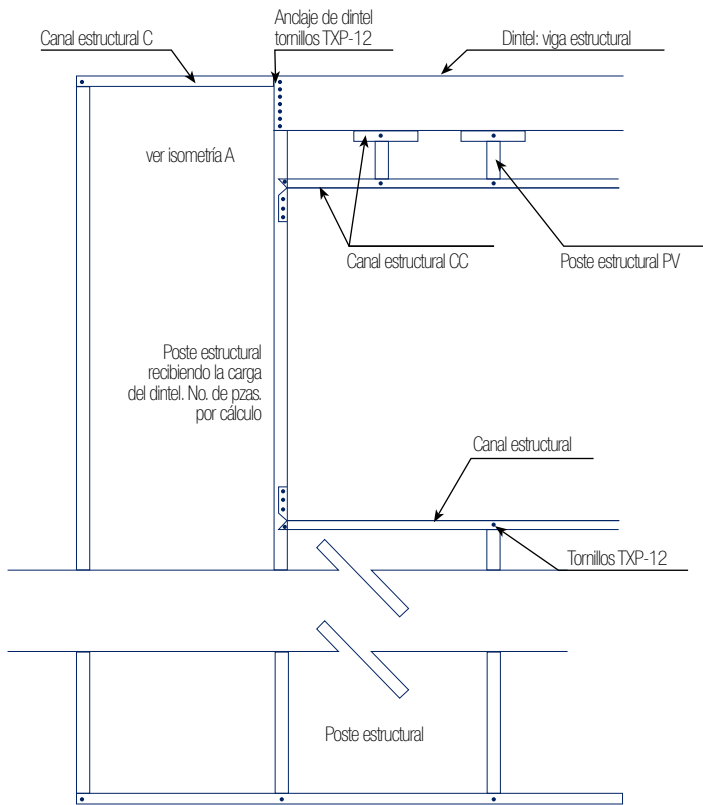 Anclaje de dintel
tornillos TXP-12
Canal estructural C
Dintel: viga estructural
ver isometría A
Canal estructural CC
Poste estructural PV
Poste estructural
recibiendo la carga
del dintel. No. de pzas.
por cálculo
Canal estructural
Tornillos TXP-12
Poste estructural